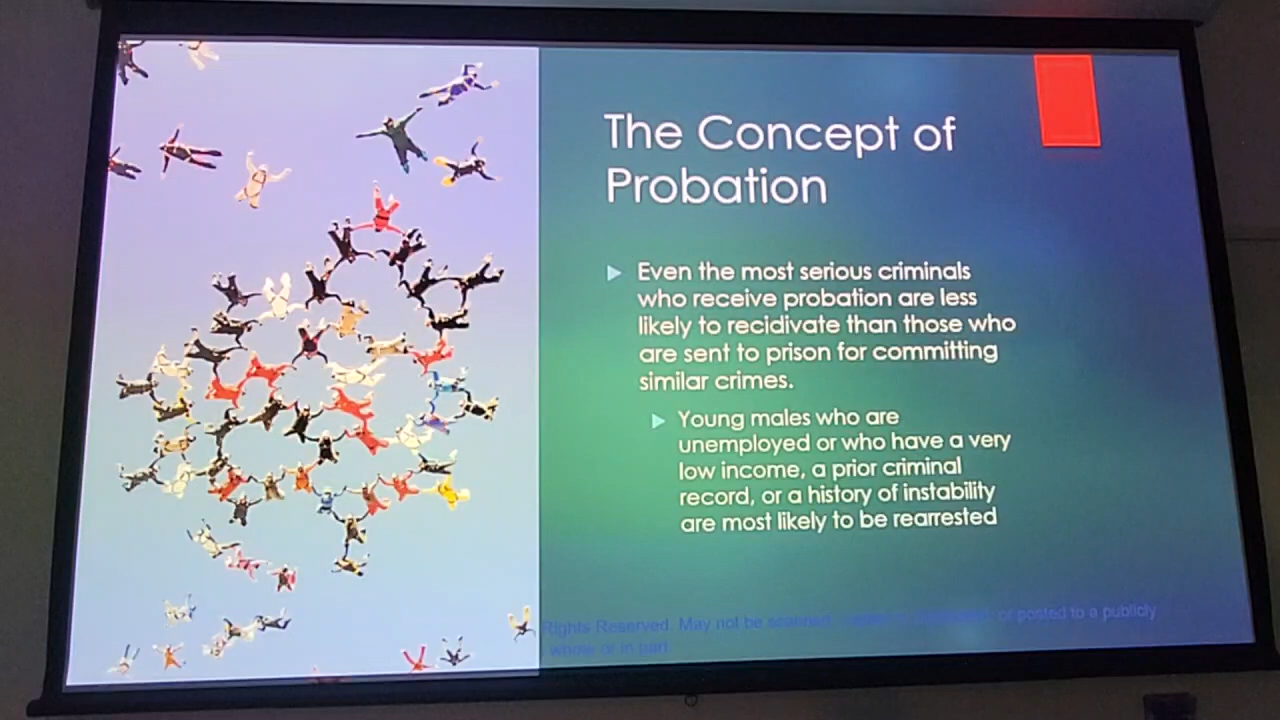 The Concept of
Probation
Even the most serious criminals
who receive probation are less
likely to recidivate than those who
are sent to prison for committing
similar crimes.
Young males who are
unemployed or who have a very
low income, a prior criminal
record, or a history of instability
are most likely to be rearrested
Rights Reserved. May not be scanned, or posted to a publicly
whole or in part.